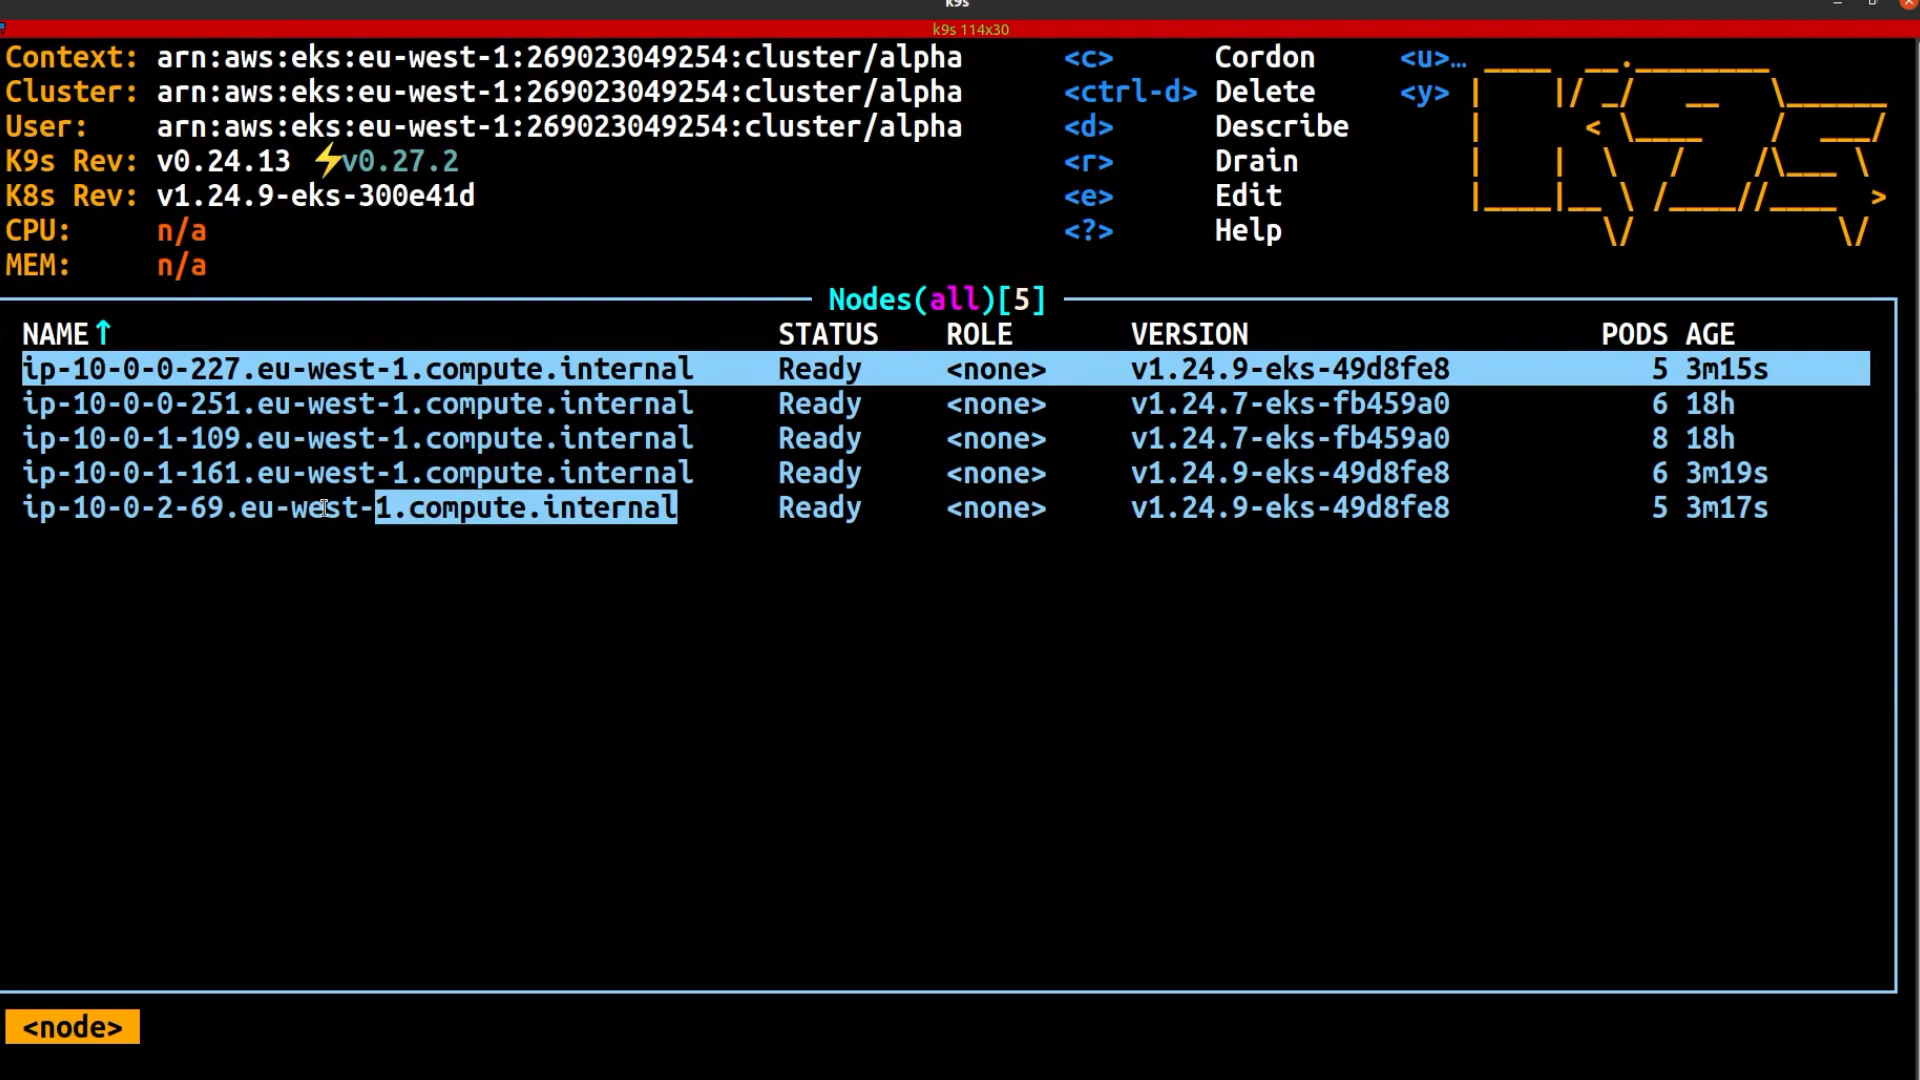 k9s
k9s 114x30
Context: arn:aws:eks:eu-west-1:269023049254:cluster/alpha <c> Cordon <u>…
Cluster: arn:aws:eks:eu-west-1:269023049254:cluster/alpha <ctrl-d> Delete <y>
User: arn:aws:eks:eu-west-1:269023049254:cluster/alpha <d> Describe
K9s Rev: v0.24.13 ⚡v0.27.2 <r> Drain
K8s Rev: v1.24.9-eks-300e41d <e> Edit
CPU: n/a <?> Help
MEM: n/a
Nodes(all)[5]
NAME↑ STATUS ROLE VERSION PODS AGE
ip-10-0-0-227.eu-west-1.compute.internal Ready <none> v1.24.9-eks-49d8fe8 5 3m15s
ip-10-0-0-251.eu-west-1.compute.internal Ready <none> v1.24.7-eks-fb459a0 6 18h
ip-10-0-1-109.eu-west-1.compute.internal Ready <none> v1.24.7-eks-fb459a0 8 18h
ip-10-0-1-161.eu-west-1.compute.internal Ready <none> v1.24.9-eks-49d8fe8 6 3m19s
ip-10-0-2-69.eu-west-1.compute.internal Ready <none> v1.24.9-eks-49d8fe8 5 3m17s
<node>